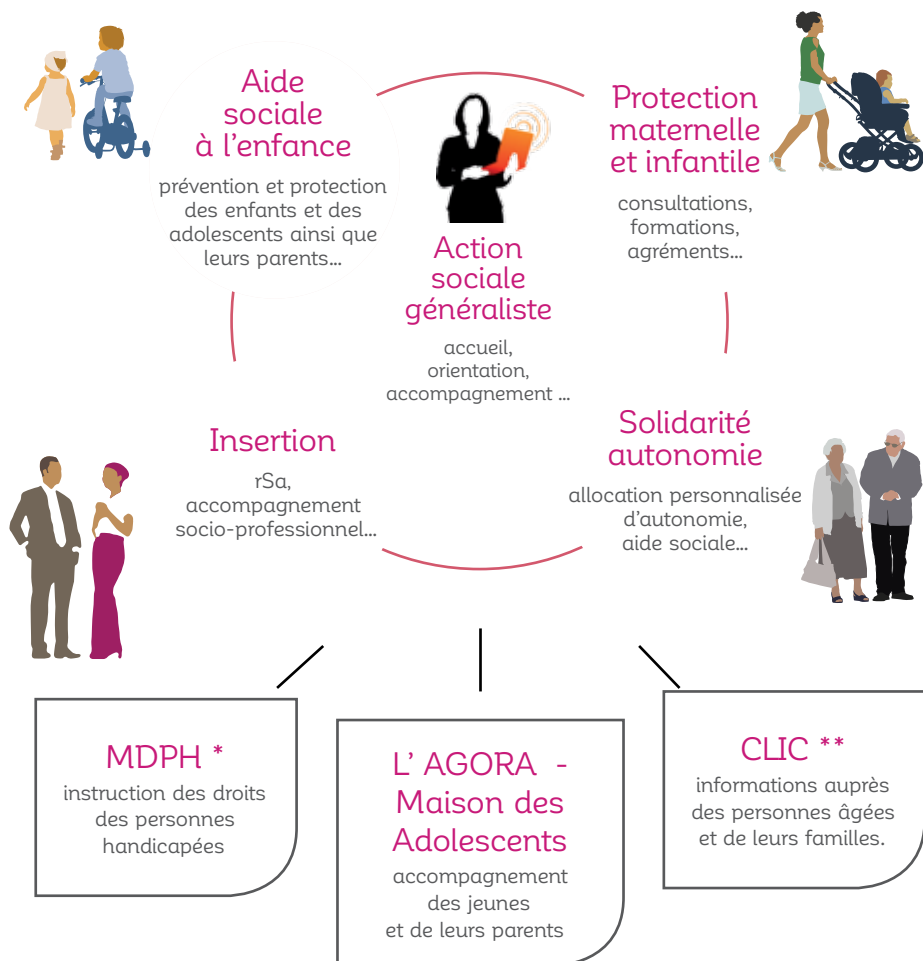 Aide
sociale
à l'enfance
prévention et protection
des enfants et des
adolescents ainsi que
leurs parents...
Protection
maternelle
et infantile
consultations,
formations,
agréments...
Action
sociale
généraliste
accueil,
orientation,
accompagnement ...
Insertion
rSa,
accompagnement
socio-professionnel...
Solidarité
autonomie
allocation personnalisée
d'autonomie,
aide sociale...
MDPH *
instruction des droits
des personnes
handicapées
L' AGORA -
Maison des
Adolescents
accompagnement
des jeunes
et de leurs parents
CLIC **
informations auprès
des personnes âgées
et de leurs familles.